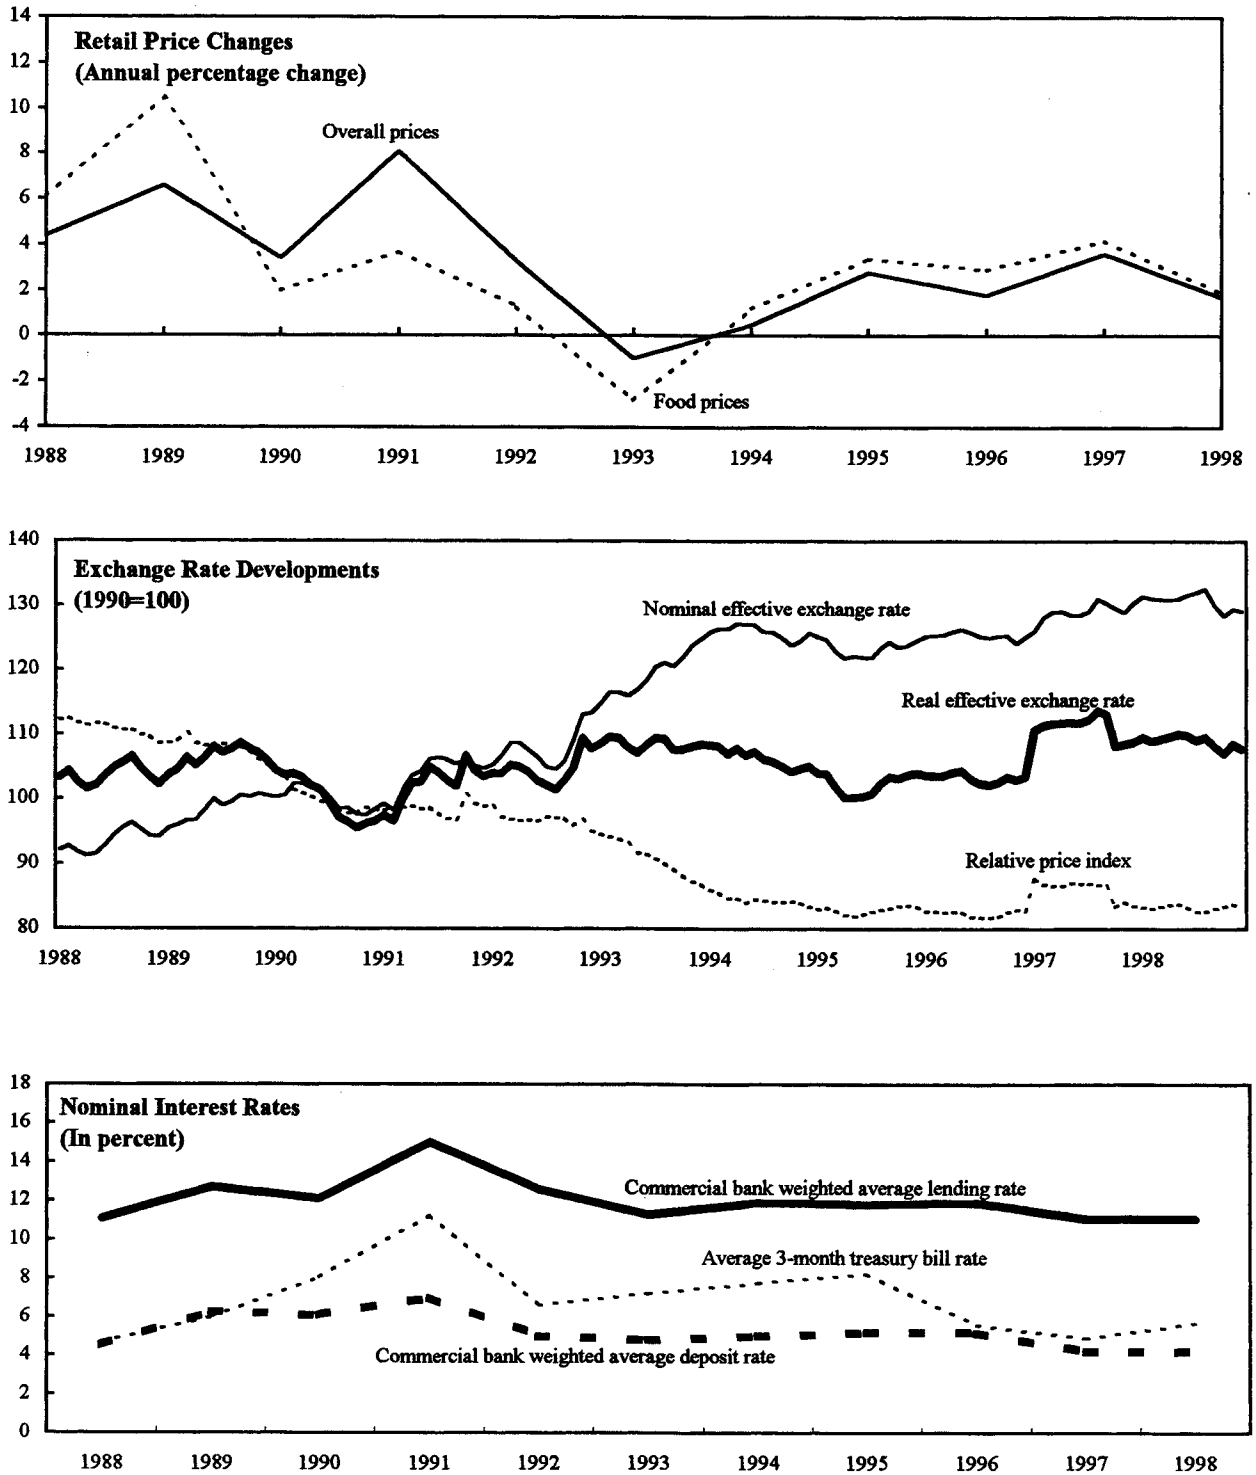 14
12
10
8
6
4
2
0
-2
-4
Retail Price Changes
(Annual percentage change)
Overall prices
Food prices
1988 1989 1990 1991 1992 1993 1994 1995 1996 1997 1998
140
130
120
110
100
90
80
Exchange Rate Developments
(1990=100)
Nominal effective exchange rate
Real effective exchange rate
Relative price index
1988 1989 1990 1991 1992 1993 1994 1995 1996 1997 1998
18
16
14
12
10
8
6
4
2
0
Nominal Interest Rates
(In percent)
Commercial bank weighted average lending rate
Average 3-month treasury bill rate
Commercial bank weighted average deposit rate
1988 1989 1990 1991 1992 1993 1994 1995 1996 1997 1998